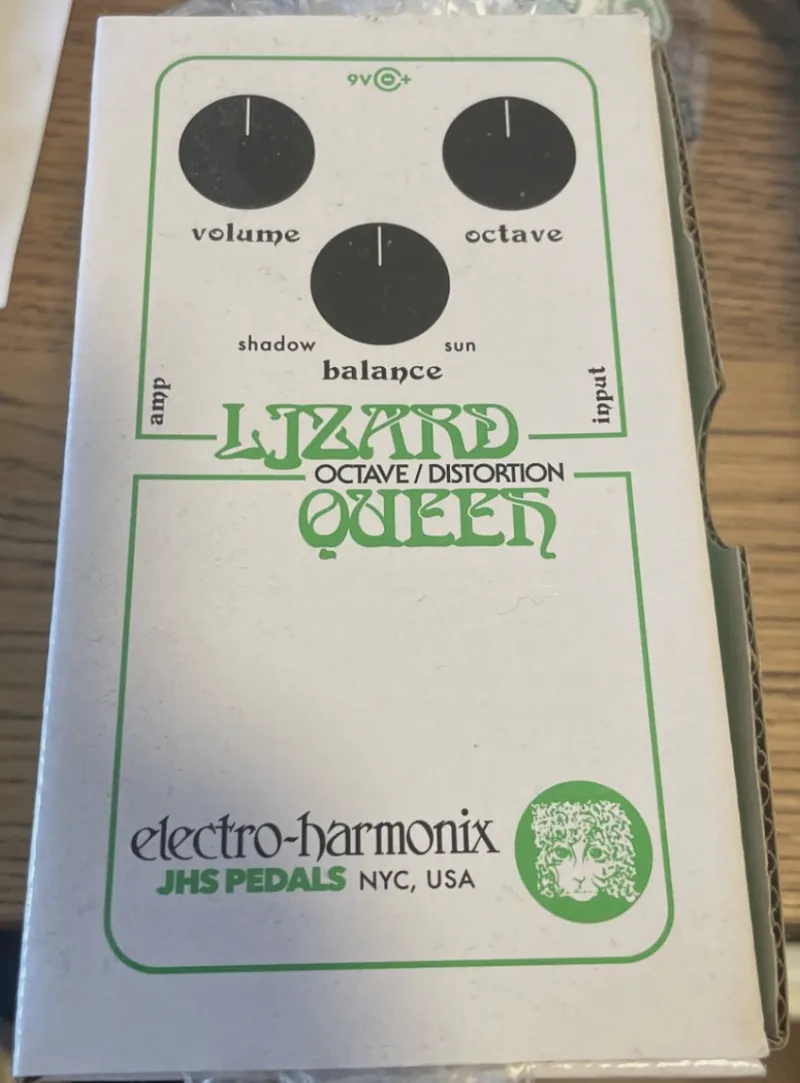 9V +
volume
octave
shadow
sun
balance
amp
input
LIZARD
OCTAVE / DISTORTION
QUEEN
electro-harmonix
JHS PEDALS NYC, USA